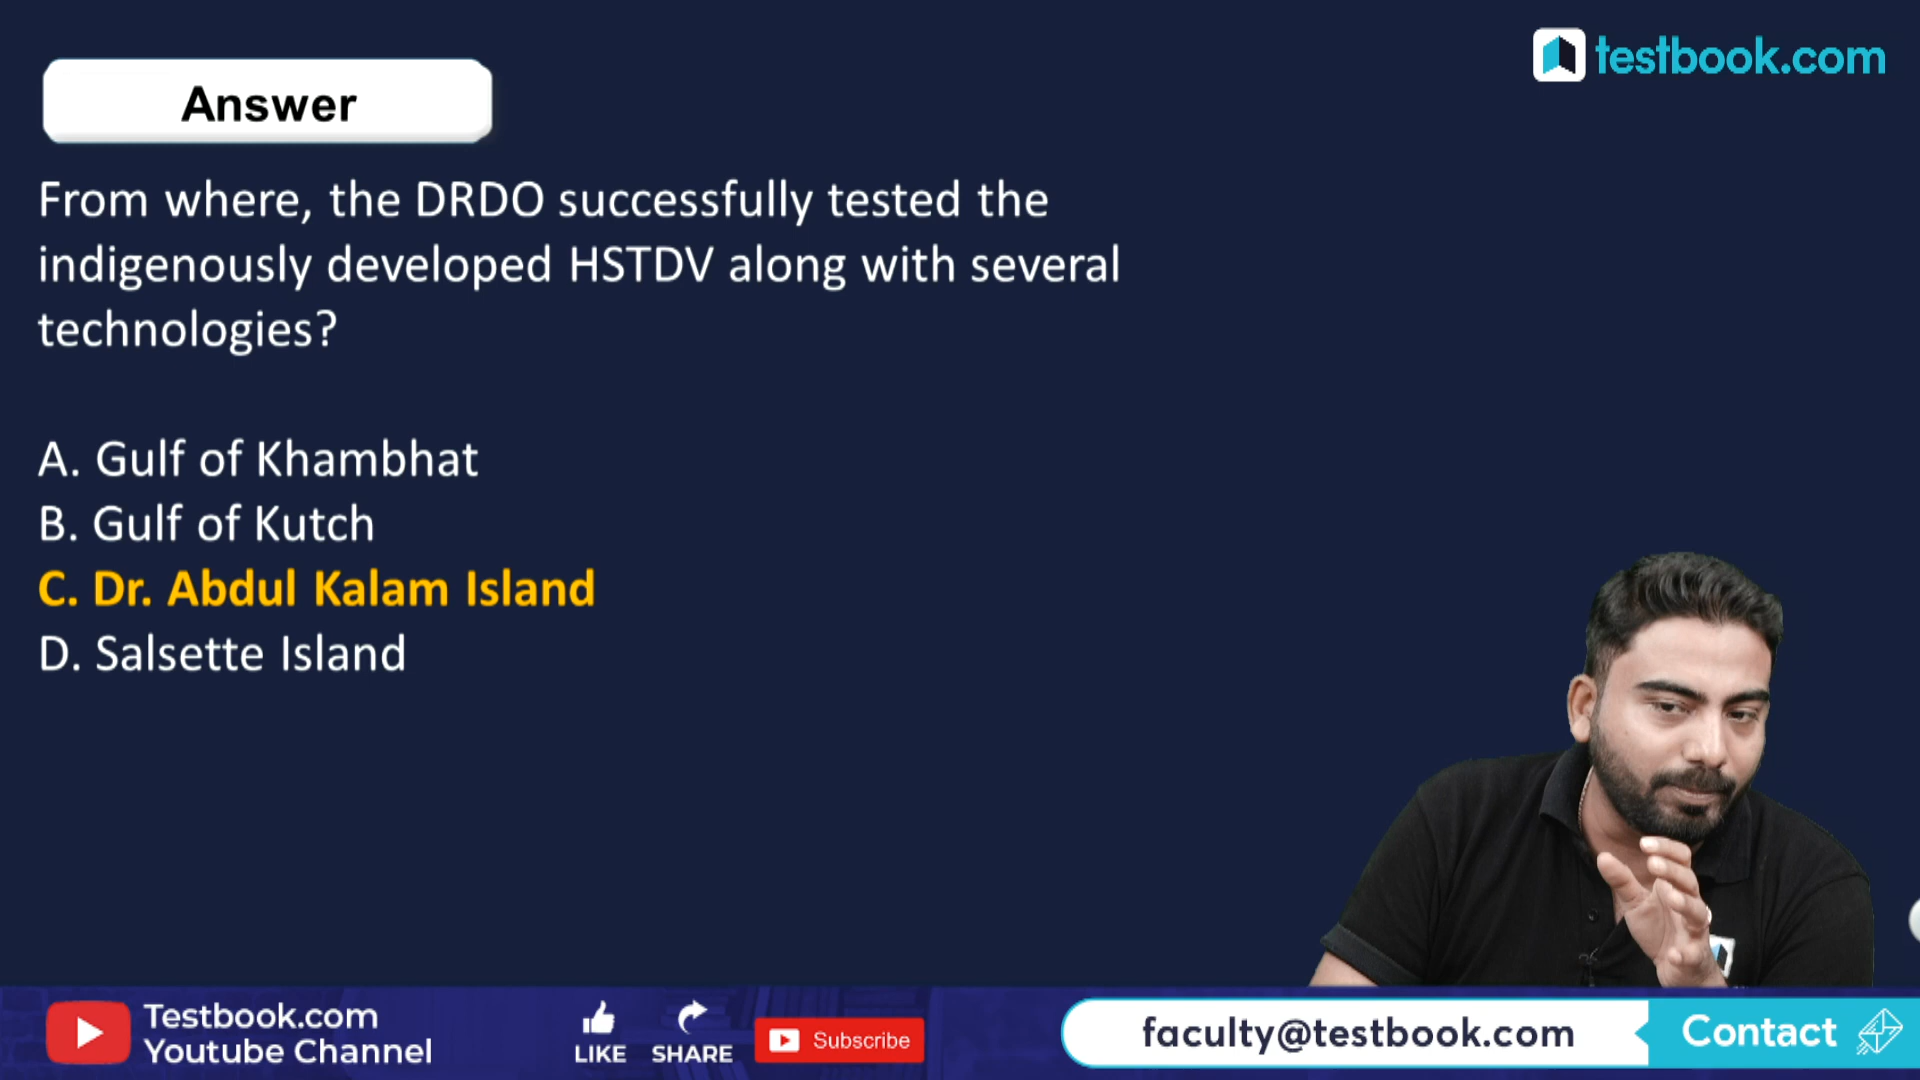 testbook.com
Answer
From where, the DRDO successfully tested the
indigenously developed HSTDV along with several
technologies?
A. Gulf of Khambhat
B. Gulf of Kutch
C. Dr. Abdul Kalam Island
D. Salsette Island
Testbook.com
Youtube Channel
LIKE
SHARE
Subscribe
faculty@testbook.com
Contact